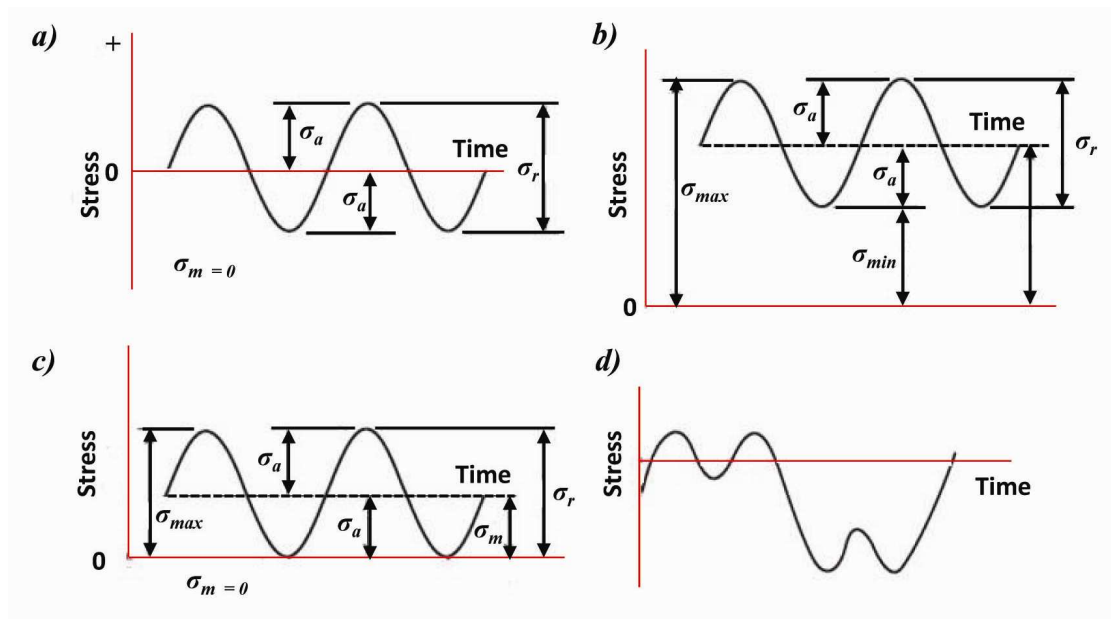 a)
+
Stress
0
σa
σa
Time
σr
σm = 0
b)
Stress
0
σmax
σa
σa
σmin
Time
σr
c)
Stress
0
σmax
σa
σa
Time
σm
σr
σm = 0
d)
Stress
Time